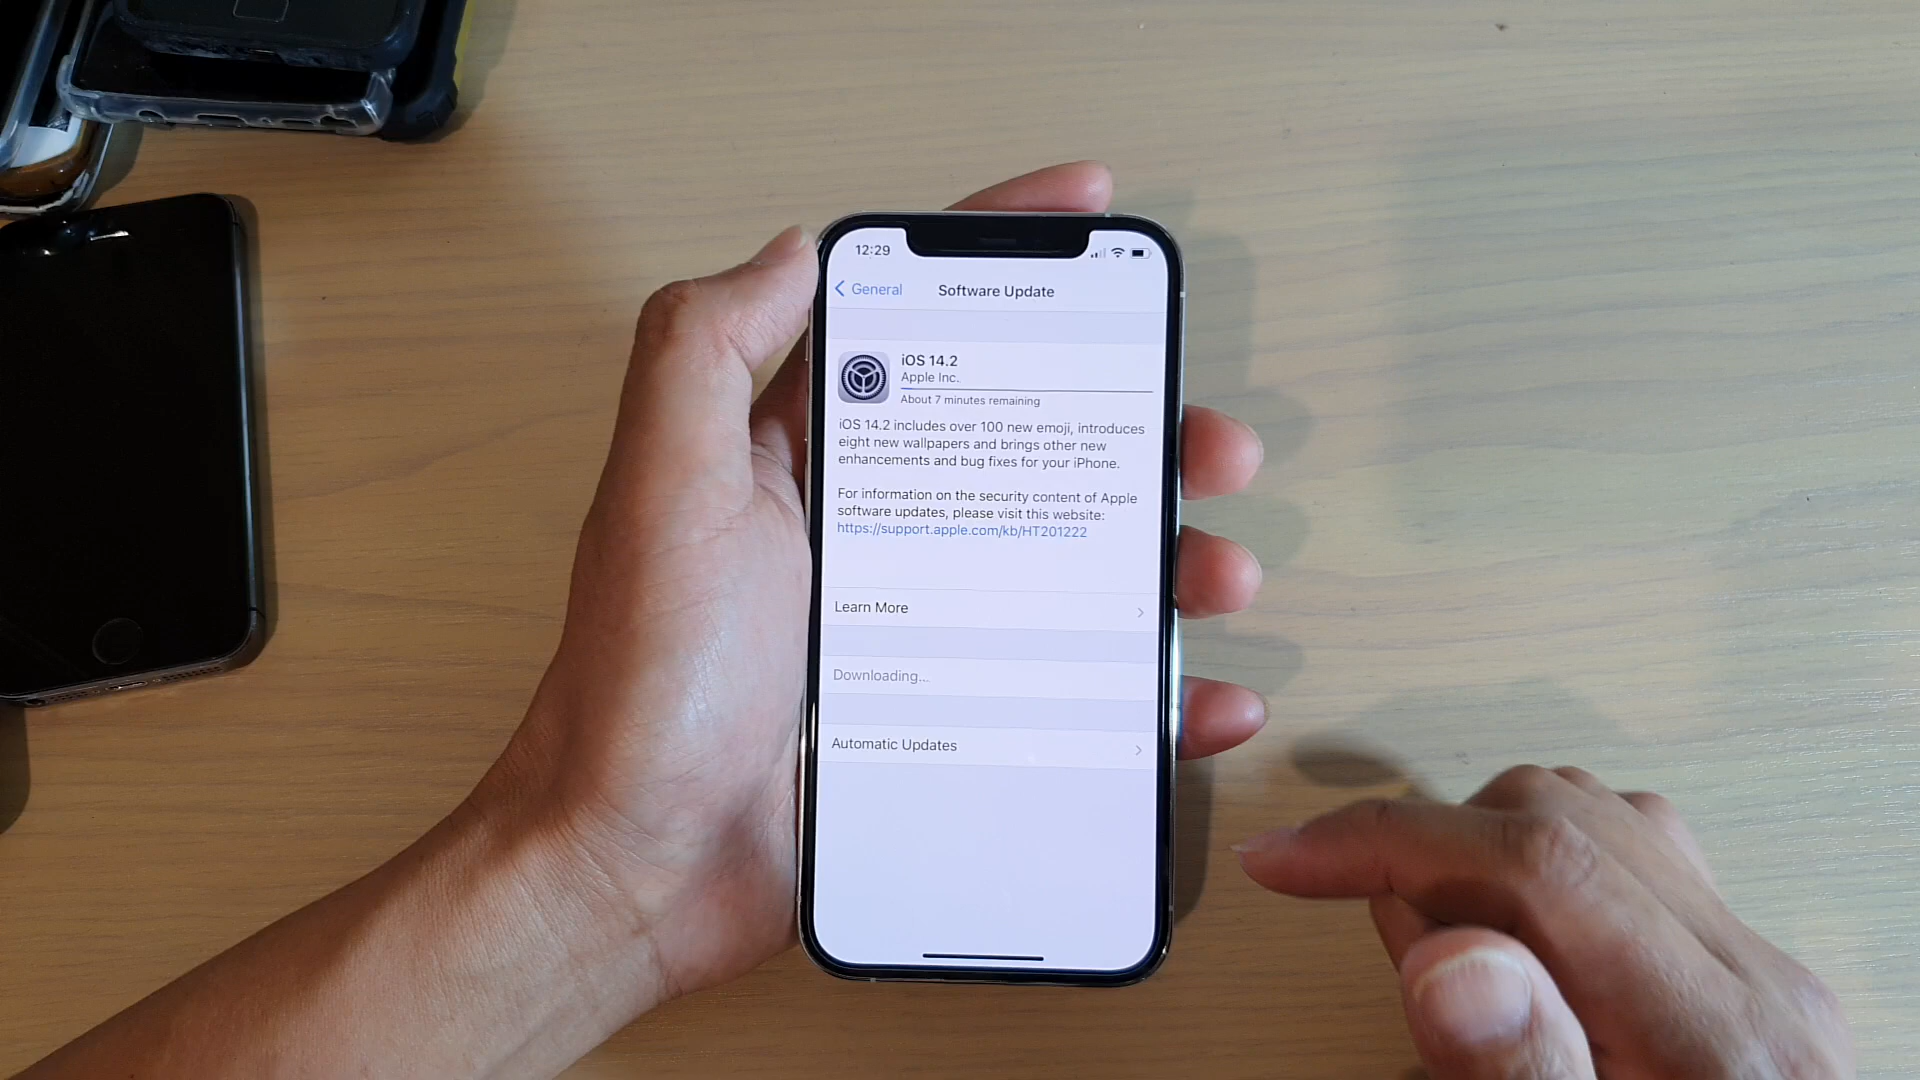 12:29
General
Software Update
iOS 14.2
Apple Inc.
About 7 minutes remaining
iOS 14.2 includes over 100 new emoji, introduces
eight new wallpapers and brings other new
enhancements and bug fixes for your iPhone.
For information on the security content of Apple
software updates, please visit this website:
https://support.apple.com/kb/HT201222
Learn More
Downloading...
Automatic Updates